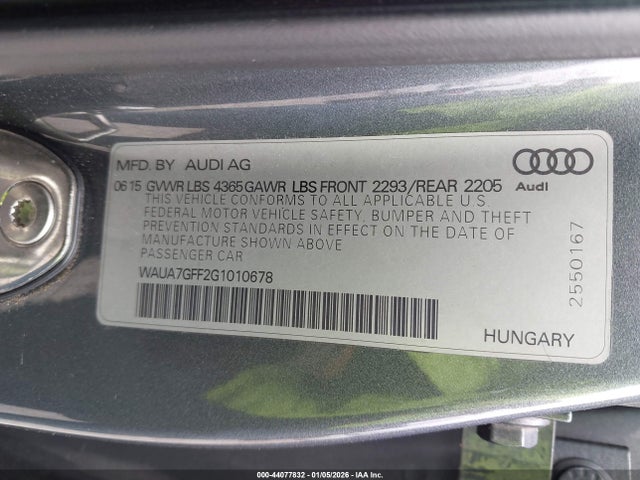 MFD. BY AUDI AG
0615 GVWR LBS 4365 GAWR LBS FRONT 2293/REAR 2205
Audi
THIS VEHICLE CONFORMS TO ALL APPLICABLE U.S.
FEDERAL MOTOR VEHICLE SAFETY, BUMPER AND THEFT
PREVENTION STANDARDS IN EFFECT ON THE DATE OF
MANUFACTURE SHOWN ABOVE
PASSENGER CAR
WAUA7GFF2G1010678
2550167
HUNGARY
000-44077832 - 01/05/2026 - IAA Inc.